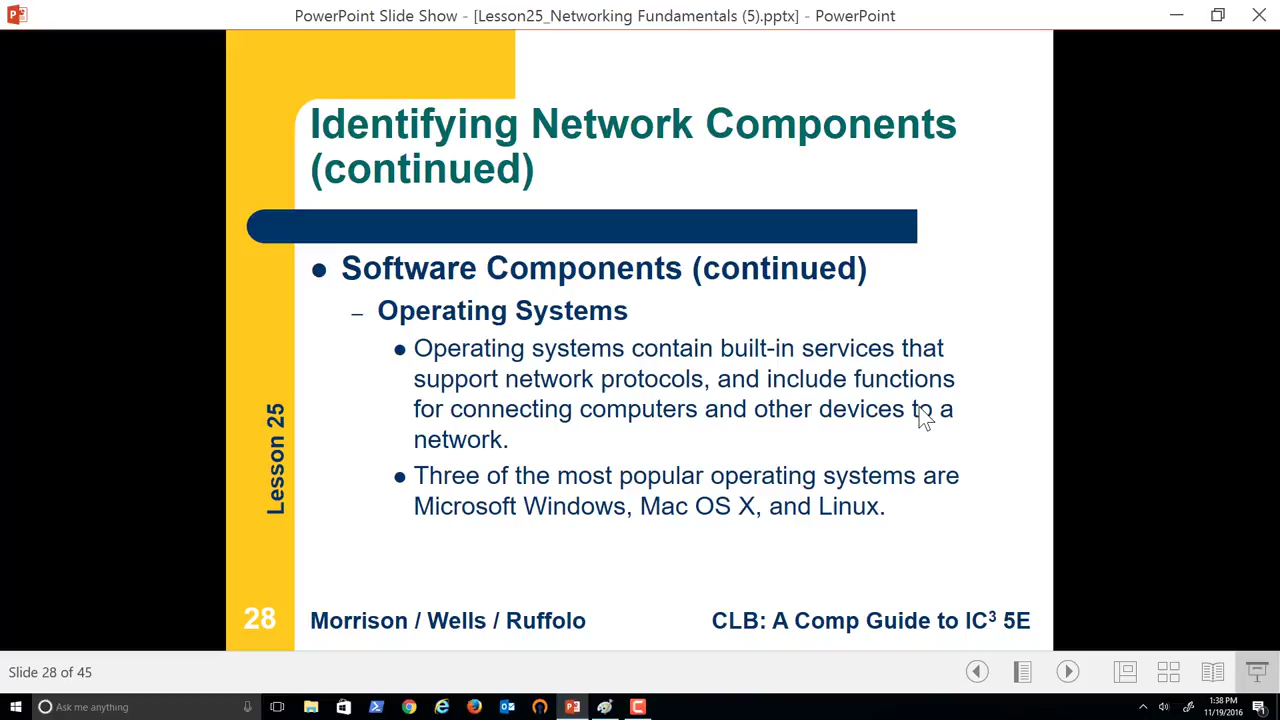 PowerPoint Slide Show - [Lesson25_Networking Fundamentals (5).pptx] - PowerPoint
Identifying Network Components
(continued)
Software Components (continued)
– Operating Systems
Operating systems contain built-in services that
support network protocols, and include functions
for connecting computers and other devices to a
network.
Three of the most popular operating systems are
Microsoft Windows, Mac OS X, and Linux.
Lesson 25
28
Morrison / Wells / Ruffolo
CLB: A Comp Guide to IC³ 5E
Slide 28 of 45
Ask me anything
1:38 PM
11/19/2016